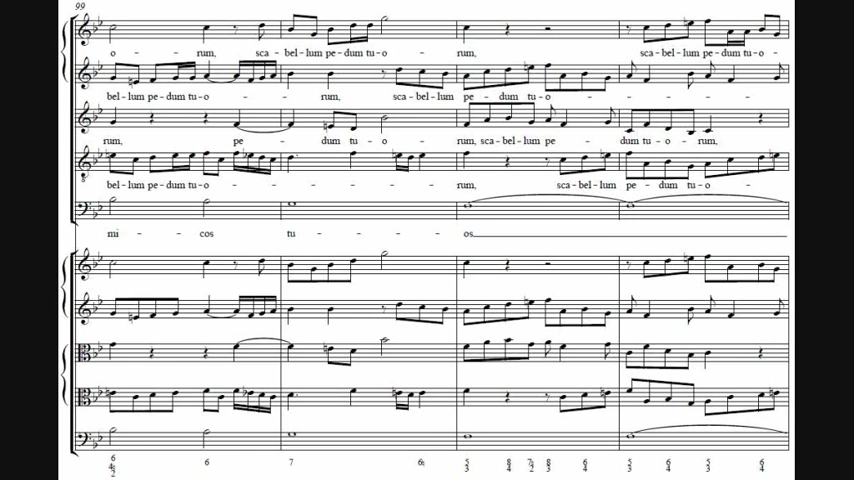 99
o - - rum, sca - bel - lum pe - dum tu - o - - rum, sca - bel - lum pe - dum tu - o -
bel - lum pe - dum tu - o - - rum, sca - bel - lum pe - dum tu - o - - - -
rum, pe - dum tu - o - rum, sca - bel - lum pe - dum tu - o - rum,
bel - lum pe - dum tu - o - - - - rum, sca - bel - lum pe - dum tu - o -
mi - cos tu - - - os
6 6 7 6♮ 5 8 7♮ 8 6 5 6 5 6
4♮ 3 4 2 3 4 3 4 3 4
2